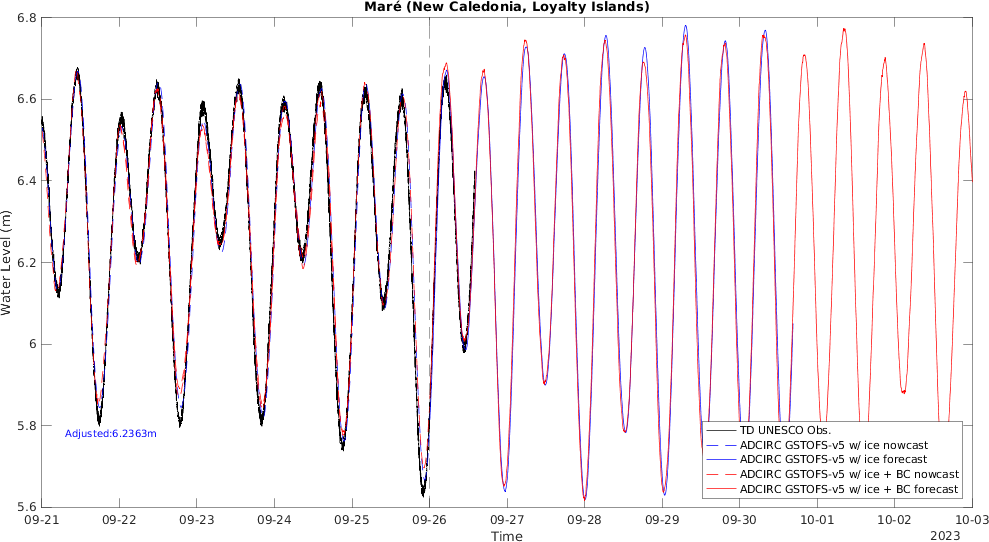 Maré (New Caledonia, Loyalty Islands)
6.8
6.6
6.4
6.2
6
5.8
5.6
Water Level (m)
Adjusted:6.2363m
TD UNESCO Obs.
ADCIRC GSTOFS-v5 w/ ice nowcast
ADCIRC GSTOFS-v5 w/ ice forecast
ADCIRC GSTOFS-v5 w/ ice + BC nowcast
ADCIRC GSTOFS-v5 w/ ice + BC forecast
09-21 09-22 09-23 09-24 09-25 09-26 09-27 09-28 09-29 09-30 10-01 10-02 10-03
Time
2023